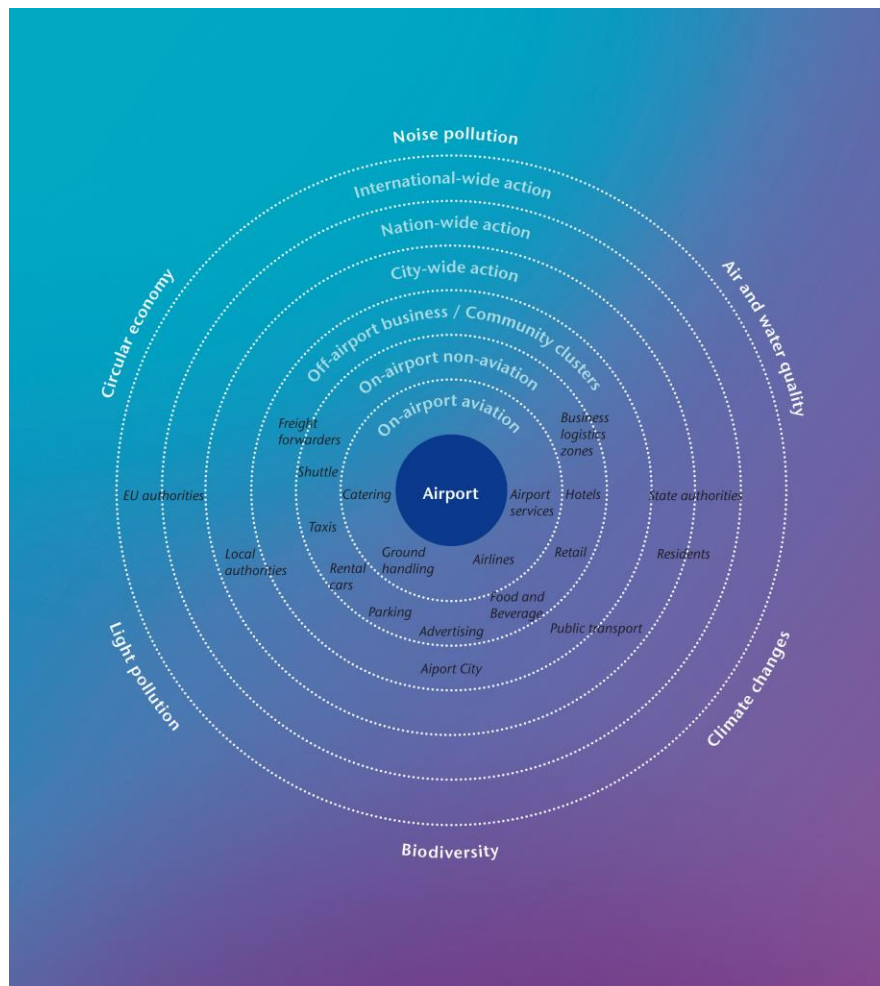 Noise pollution
International-wide action
Nation-wide action
City-wide action
Circular economy
Air and water quality
Off-airport business / Community clusters
On-airport non-aviation
On-airport aviation
Freight
forwarders
Business
logistics
zones
Shuttle
EU authorities
Catering
Airport
Airport
services
Hotels
State authorities
Taxis
Local
authorities
Ground
handling
Airlines
Retail
Residents
Rental
cars
Food and
Beverage
Parking
Advertising
Public transport
Aiport City
Light pollution
Climate changes
Biodiversity